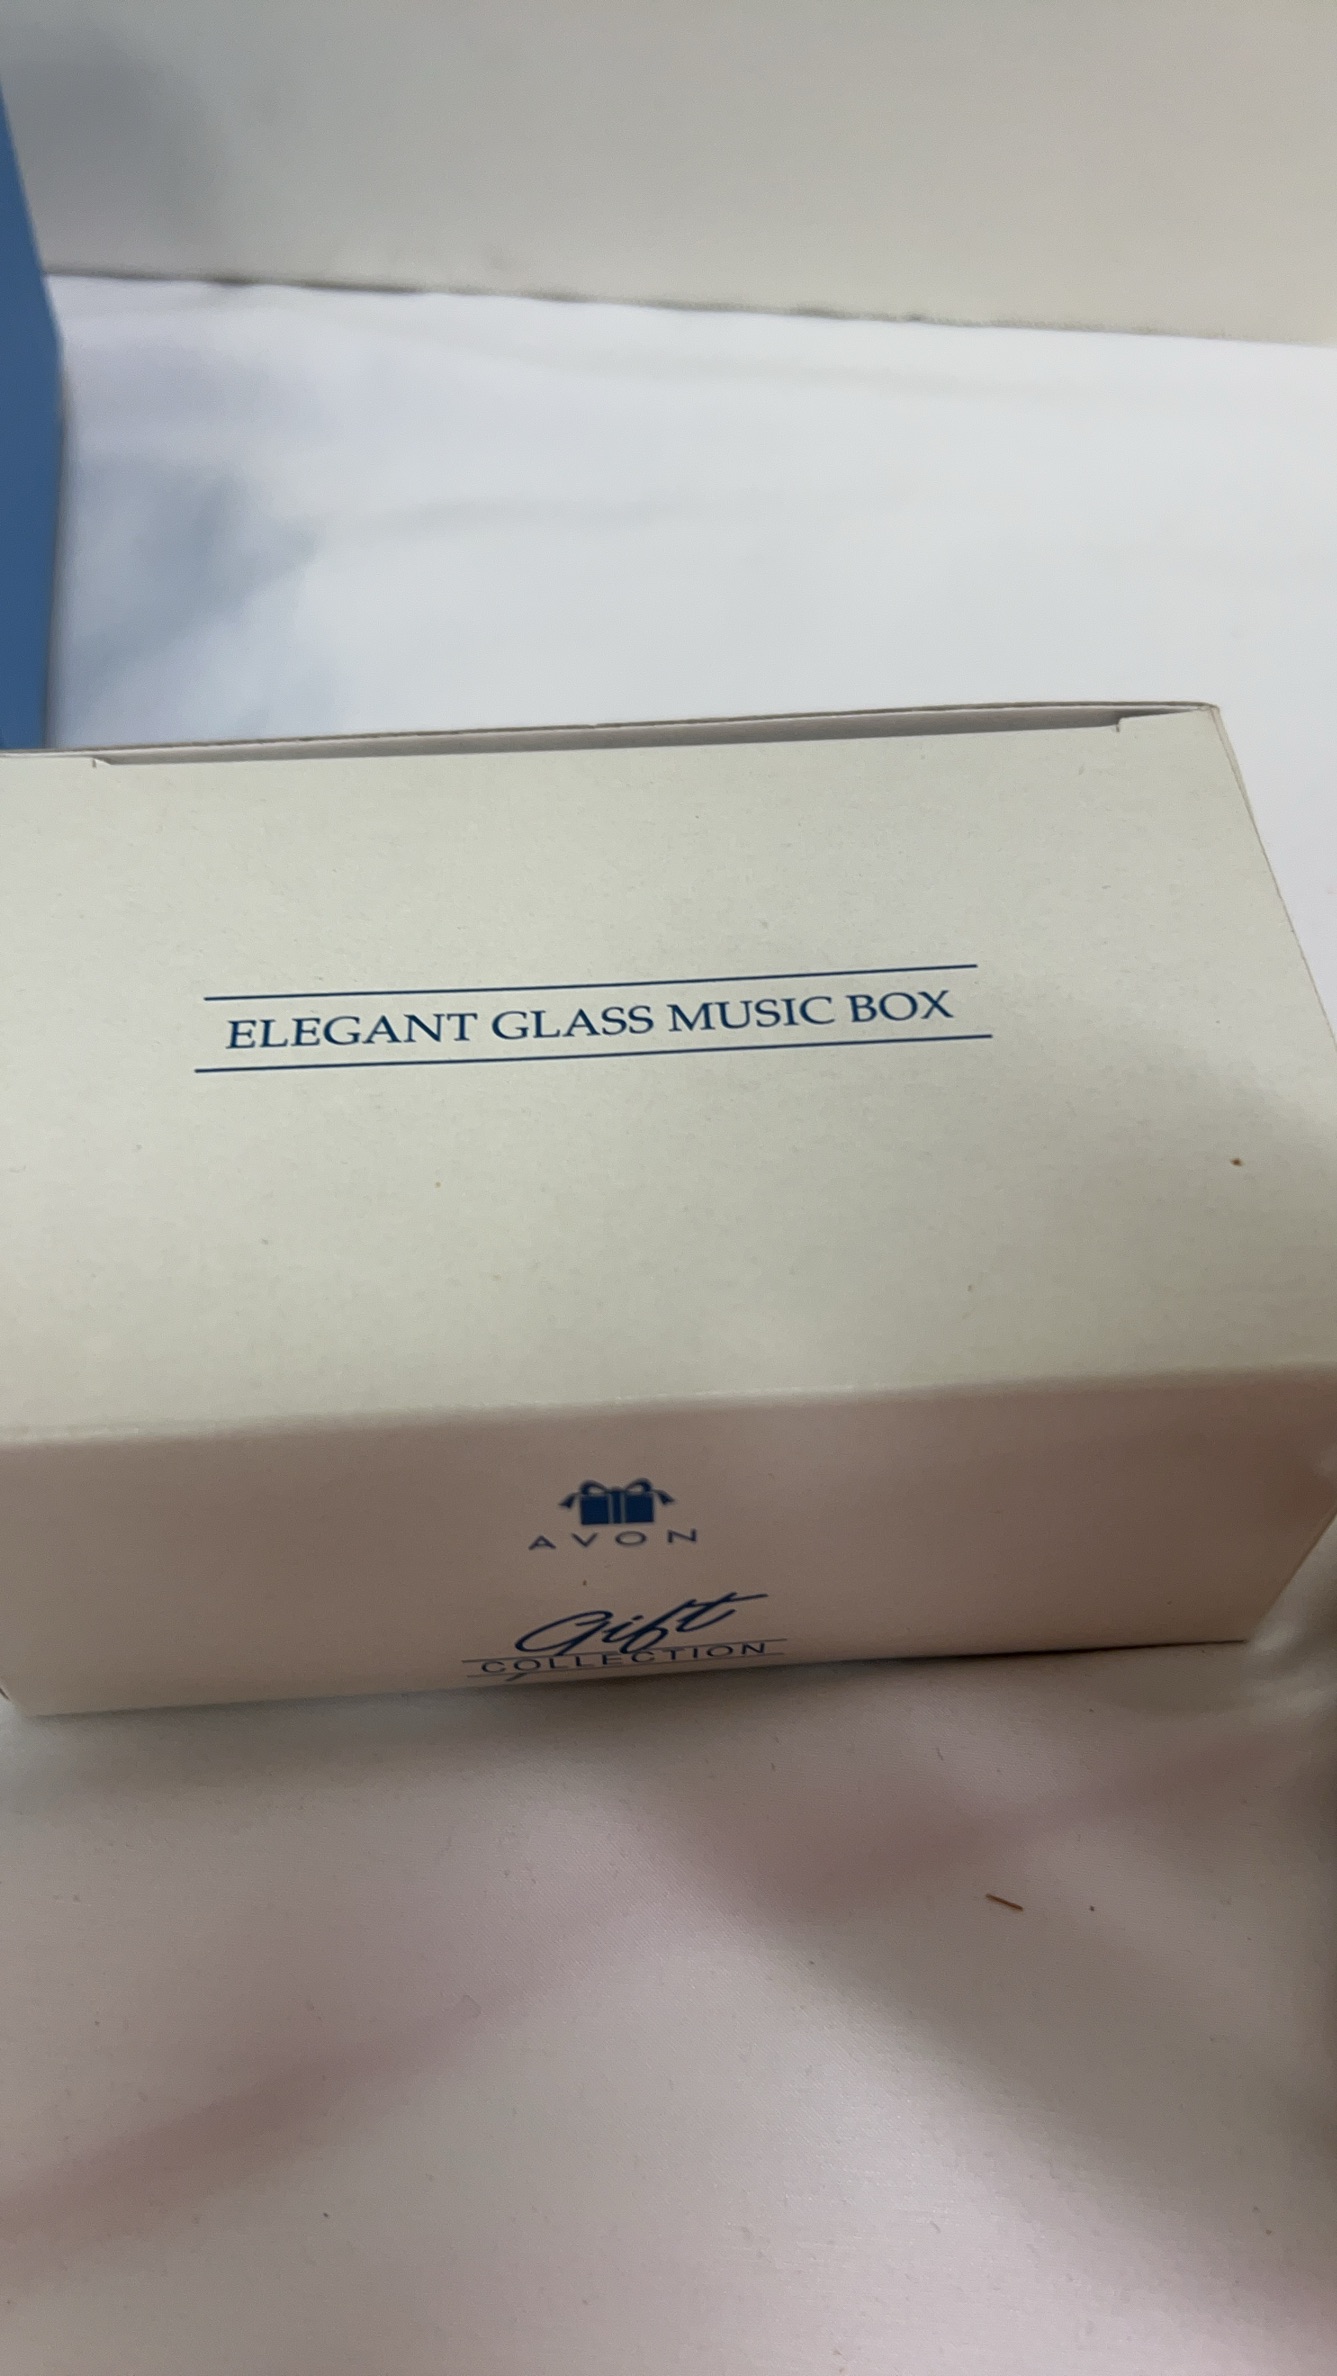 ELEGANT GLASS MUSIC BOX
AVON
Gift
COLLECTION